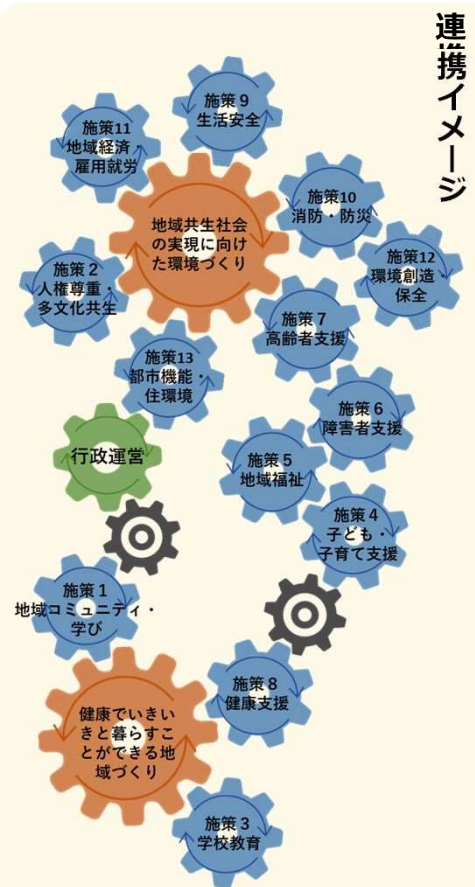 連携イメージ
施策９
生活安全
施策11
地域経済・
雇用就労
地域共生社会
の実現に向け
た環境づくり
施策10
消防・防災
施策12
環境創造・
保全
施策２
人権尊重・
多文化共生
施策７
高齢者支援
施策13
都市機能・
住環境
施策６
障害者支援
行政運営
施策５
地域福祉
施策４
子ども・
子育て支援
施策１
地域コミュニティ・
学び
施策８
健康支援
健康でいきい
きと暮らすこ
とができる地
域づくり
施策３
学校教育